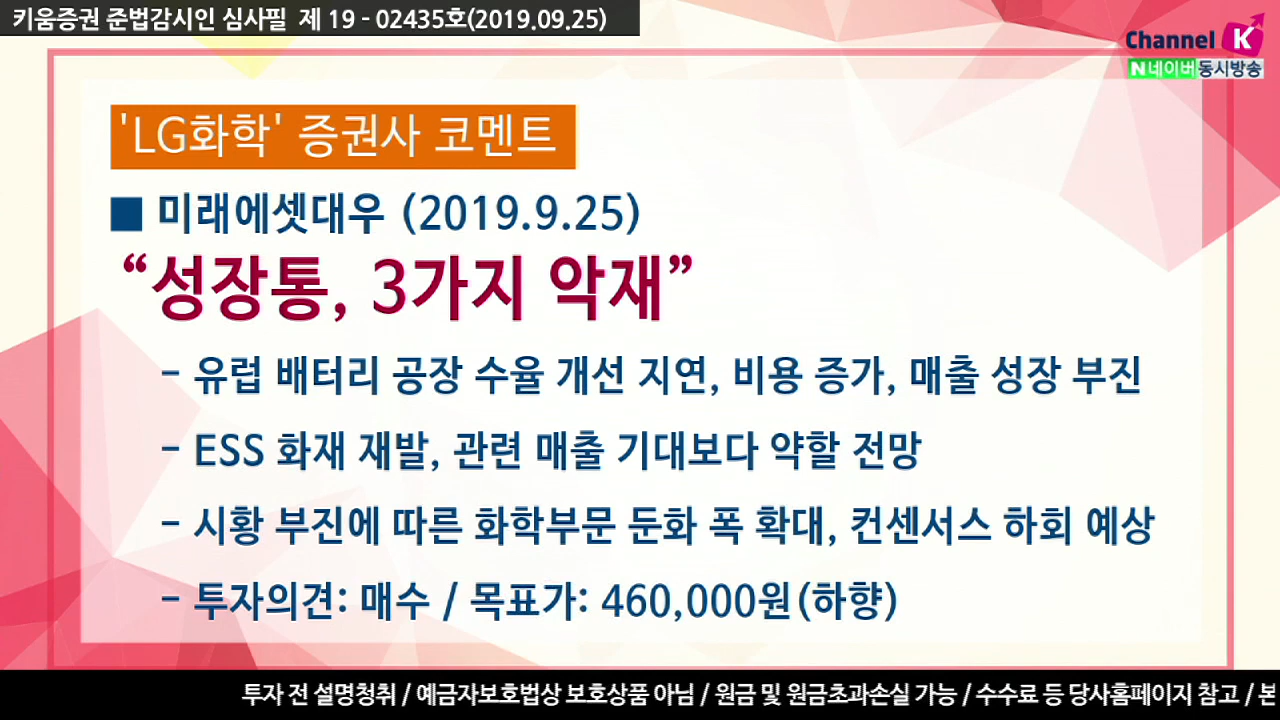 키움증권 준법감시인 심사필 제 19 - 02435호(2019.09.25)
Channel K
N 네이버 동시방송
'LG화학' 증권사 코멘트
■ 미래에셋대우 (2019.9.25)
“성장통, 3가지 악재”
- 유럽 배터리 공장 수율 개선 지연, 비용 증가, 매출 성장 부진
- ESS 화재 재발, 관련 매출 기대보다 약할 전망
- 시황 부진에 따른 화학부문 둔화 폭 확대, 컨센서스 하회 예상
- 투자의견: 매수 / 목표가: 460,000원(하향)
투자 전 설명청취 / 예금자보호법상 보호상품 아님 / 원금 및 원금초과손실 가능 / 수수료 등 당사홈페이지 참고 / 본